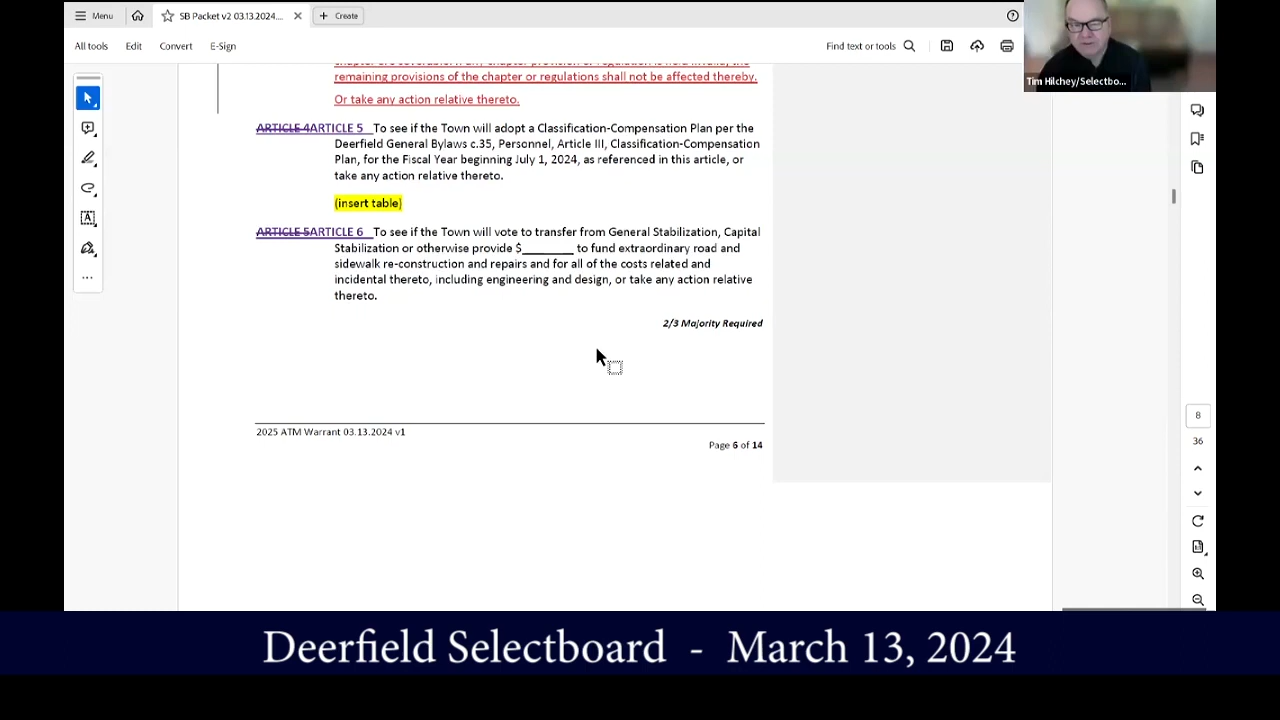 Menu
SB Packet v2 03.13.2024...
Create
All tools
Edit
Convert
E-Sign
Find text or tools
Tim Hilchey/Selectbo...
remaining provisions of the chapter or regulations shall not be affected thereby.
Or take any action relative thereto.
ARTICLE 4ARTICLE 5 To see if the Town will adopt a Classification-Compensation Plan per the
Deerfield General Bylaws c.35, Personnel, Article III, Classification-Compensation
Plan, for the Fiscal Year beginning July 1, 2024, as referenced in this article, or
take any action relative thereto.
(insert table)
ARTICLE 5ARTICLE 6 To see if the Town will vote to transfer from General Stabilization, Capital
Stabilization or otherwise provide $________ to fund extraordinary road and
sidewalk re-construction and repairs and for all of the costs related and
incidental thereto, including engineering and design, or take any action relative
thereto.
2/3 Majority Required
2025 ATM Warrant 03.13.2024 v1
Page 6 of 14
8
36
Deerfield Selectboard - March 13, 2024